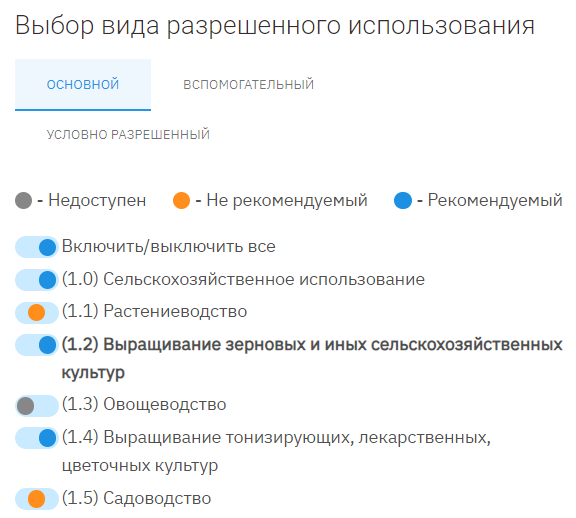 Выбор вида разрешенного использования
ОСНОВНОЙ ВСПОМОГАТЕЛЬНЫЙ
УСЛОВНО РАЗРЕШЕННЫЙ
- Недоступен - Не рекомендуемый - Рекомендуемый
Включить/выключить все
(1.0) Сельскохозяйственное использование
(1.1) Растениеводство
(1.2) Выращивание зерновых и иных сельскохозяйственных
культур
(1.3) Овощеводство
(1.4) Выращивание тонизирующих, лекарственных,
цветочных культур
(1.5) Садоводство